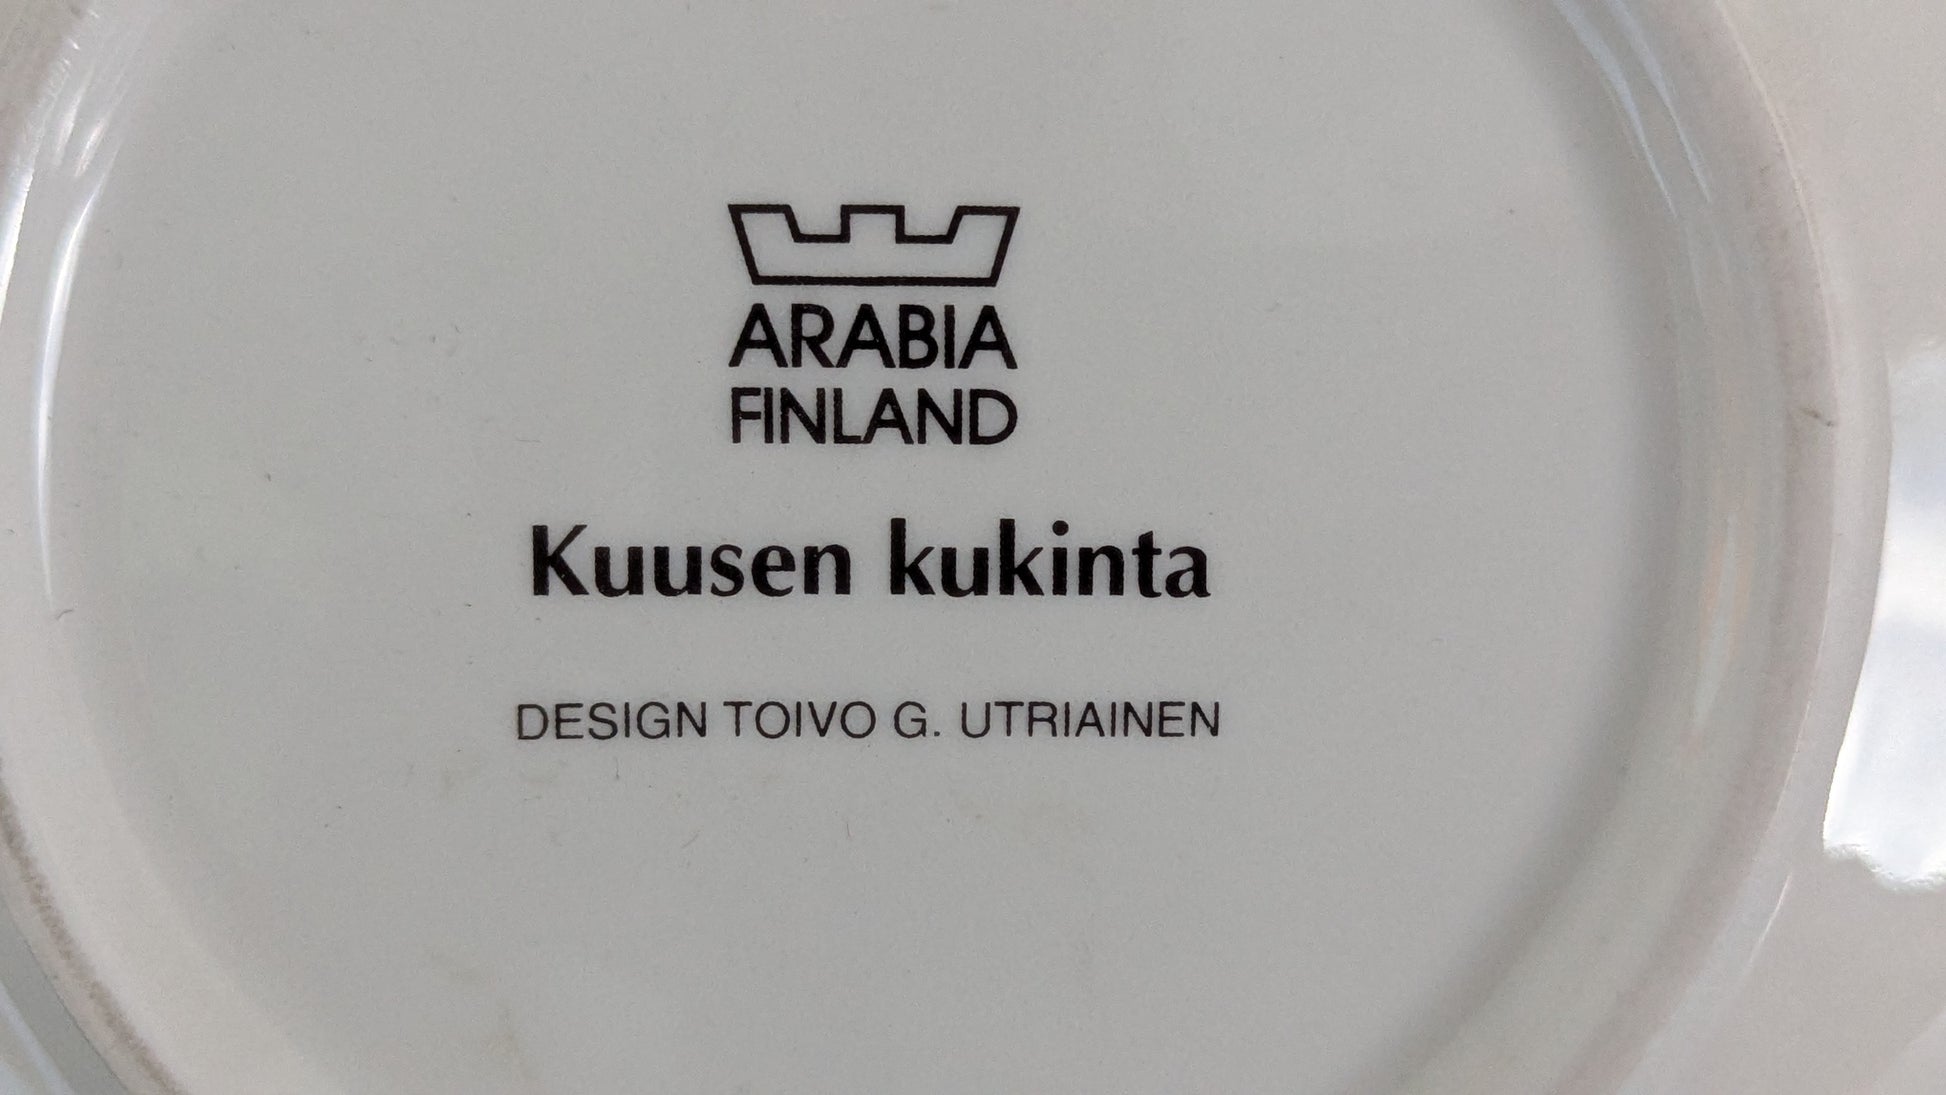 ARABIA
FINLAND
Kuusen kukinta
DESIGN TOIVO G. UTRIAINEN